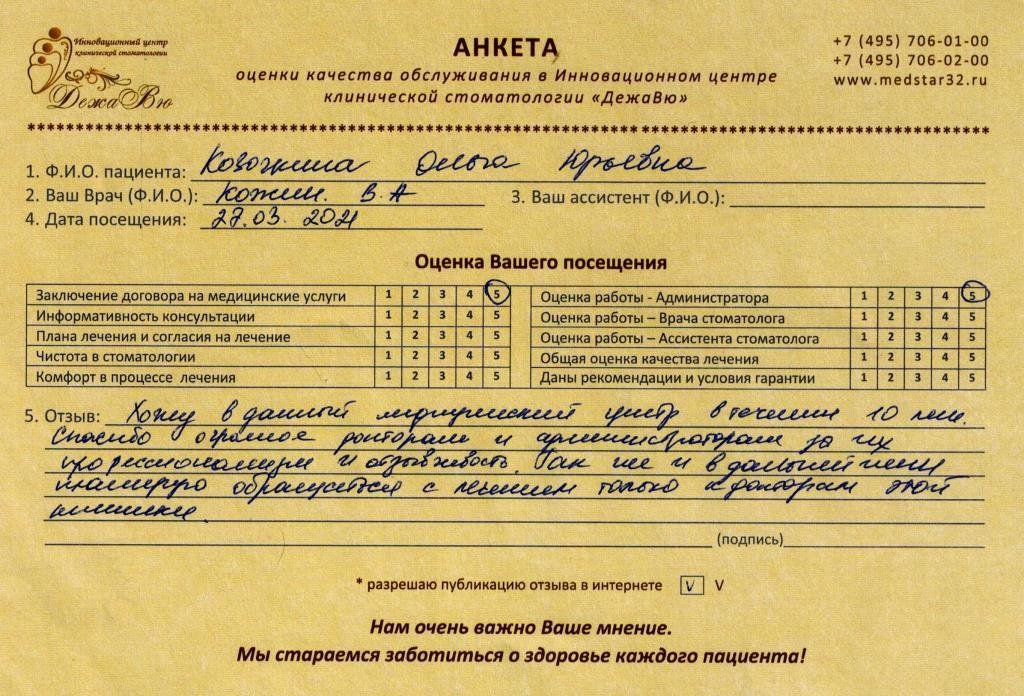 Инновационный центр
клинической стоматологии
ДежаВю
АНКЕТА
оценки качества обслуживания в Инновационном центре
клинической стоматологии «ДежаВю»
+7 (495) 706-01-00
+7 (495) 706-02-00
www.medstar32.ru
1. Ф.И.О. пациента: Ольга Юрьевна
2. Ваш Врач (Ф.И.О.): Кожин. В.А
3. Ваш ассистент (Ф.И.О.):
4. Дата посещения: 27.03.2021
Оценка Вашего посещения
Заключение договора на медицинские услуги 1 2 3 4 5
Информативность консультации 1 2 3 4 5
Плана лечения и согласия на лечение 1 2 3 4 5
Чистота в стоматологии 1 2 3 4 5
Комфорт в процессе лечения 1 2 3 4 5
Оценка работы - Администратора 1 2 3 4 5
Оценка работы – Врача стоматолога 1 2 3 4 5
Оценка работы – Ассистента стоматолога 1 2 3 4 5
Общая оценка качества лечения 1 2 3 4 5
Даны рекомендации и условия гарантии 1 2 3 4 5
5. Отзыв: Хожу в данный медицинский центр в течении 10 лет.
Спасибо огромное докторам и администраторам за их
профессионализм и отзывчивость. Так же и в дальнейшем
планирую обращаться с лечением только к докторам этой
клиники.
(подпись)
* разрешаю публикацию отзыва в интернете V V
Нам очень важно Ваше мнение.
Мы стараемся заботиться о здоровье каждого пациента!